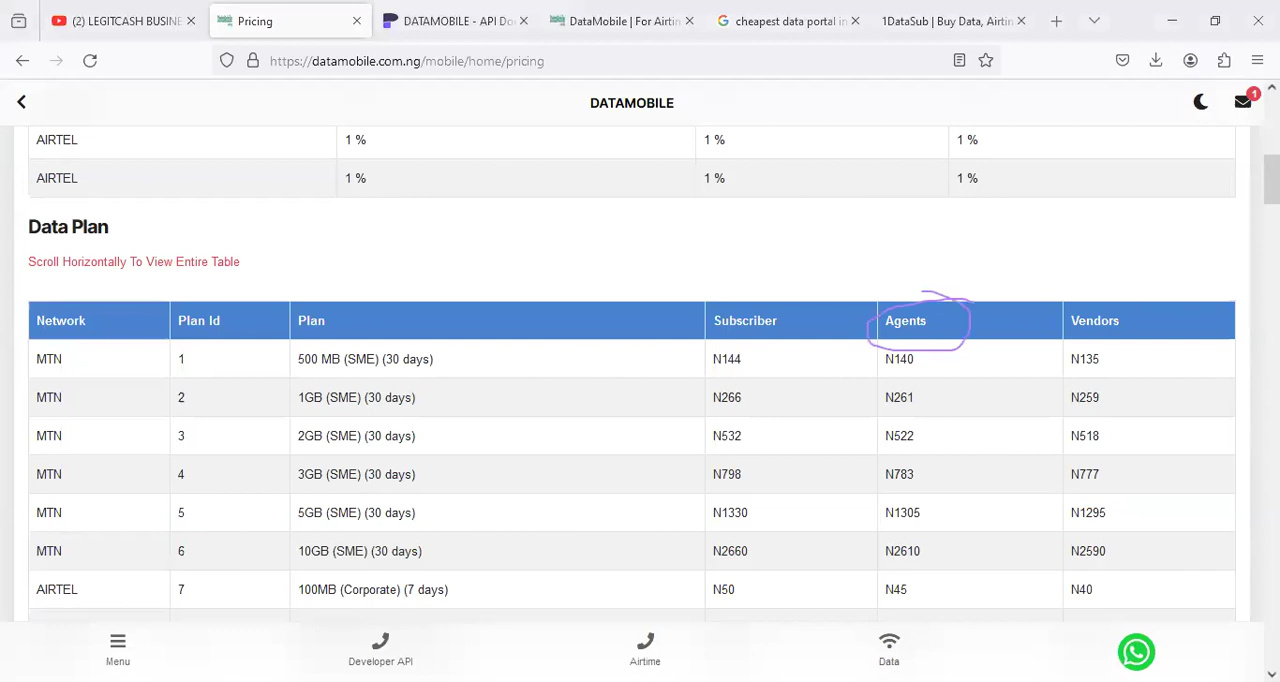 (2) LEGITCASH BUSINE
Pricing
DATAMOBILE - API Do
DataMobile | For Airtin
cheapest data portal in
1DataSub | Buy Data, Airtin
https://datamobile.com.ng/mobile/home/pricing
DATAMOBILE
1
AIRTEL 1 % 1 % 1 %
AIRTEL 1 % 1 % 1 %
Data Plan
Scroll Horizontally To View Entire Table
Network Plan Id Plan Subscriber Agents Vendors
MTN 1 500 MB (SME) (30 days) N144 N140 N135
MTN 2 1GB (SME) (30 days) N266 N261 N259
MTN 3 2GB (SME) (30 days) N532 N522 N518
MTN 4 3GB (SME) (30 days) N798 N783 N777
MTN 5 5GB (SME) (30 days) N1330 N1305 N1295
MTN 6 10GB (SME) (30 days) N2660 N2610 N2590
AIRTEL 7 100MB (Corporate) (7 days) N50 N45 N40
Menu
Developer API
Airtime
Data